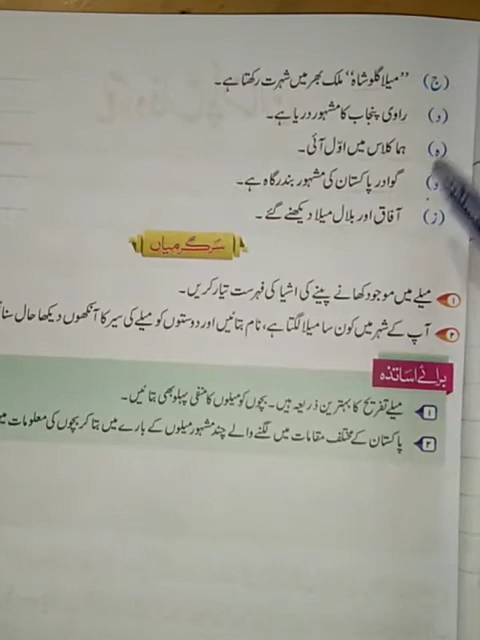 (ج) "میلا گلو شاہ" ملک بھر میں شہرت رکھتا ہے۔
(د) راوی پنجاب کا مشہور دریا ہے۔
(ہ) ہما کلاس میں اوّل آئی۔
(و) گوادر پاکستان کی مشہور بندرگاہ ہے۔
(ز) آفاق اور بلال میلا دیکھنے گئے۔
سرگرمیاں
۱ میلے میں موجود کھانے پینے کی اشیا کی فہرست تیار کریں۔
۲ آپ کے شہر میں کون سا میلا لگتا ہے، نام بتائیں اور دوستوں کو میلے کی سیر کا آنکھوں دیکھا حال
برائے اساتذہ
۱ میلے تفریح کا بہترین ذریعہ ہیں۔ بچوں کو میلوں کا منفی پہلو بھی بتائیں۔
۲ پاکستان کے مختلف مقامات میں لگنے والے چند مشہور میلوں کے بارے میں بتا کر بچوں کی معلومات